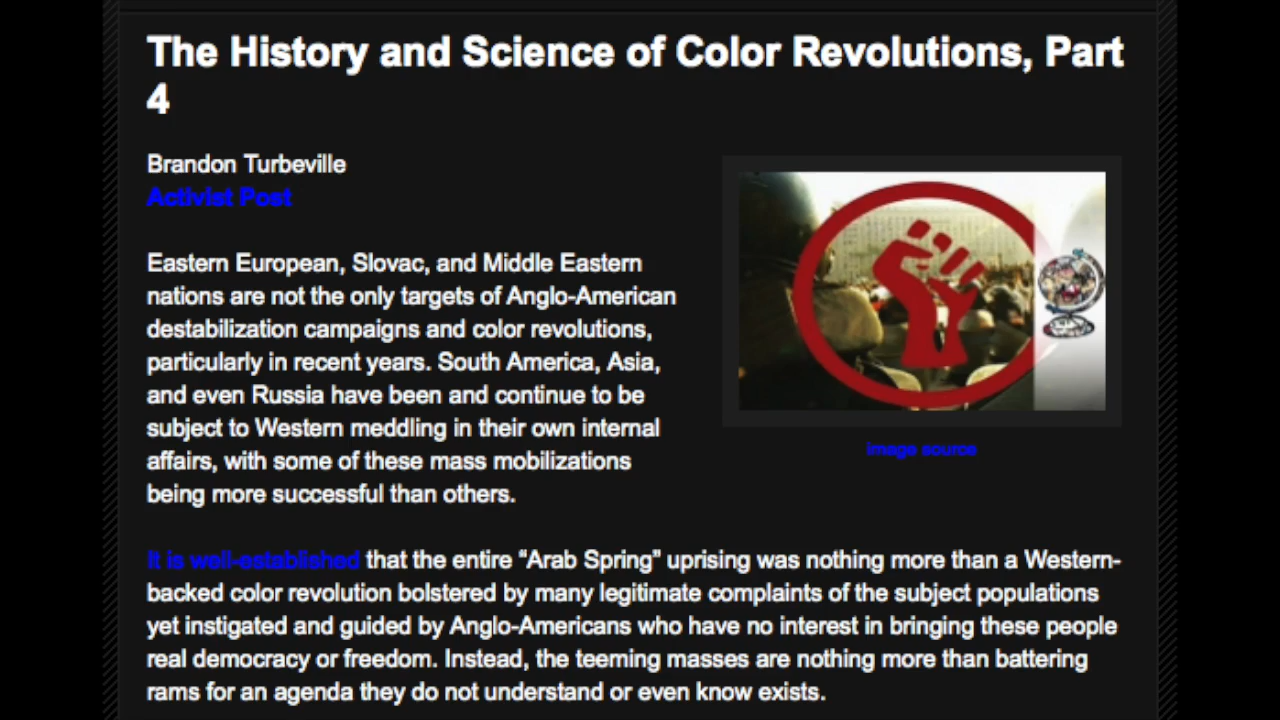 The History and Science of Color Revolutions, Part
4
Brandon Turbeville
Activist Post
Eastern European, Slovac, and Middle Eastern
nations are not the only targets of Anglo-American
destabilization campaigns and color revolutions,
particularly in recent years. South America, Asia,
and even Russia have been and continue to be
subject to Western meddling in their own internal
affairs, with some of these mass mobilizations
being more successful than others.
image source
It is well-established that the entire “Arab Spring” uprising was nothing more than a Western-
backed color revolution bolstered by many legitimate complaints of the subject populations
yet instigated and guided by Anglo-Americans who have no interest in bringing these people
real democracy or freedom. Instead, the teeming masses are nothing more than battering
rams for an agenda they do not understand or even know exists.